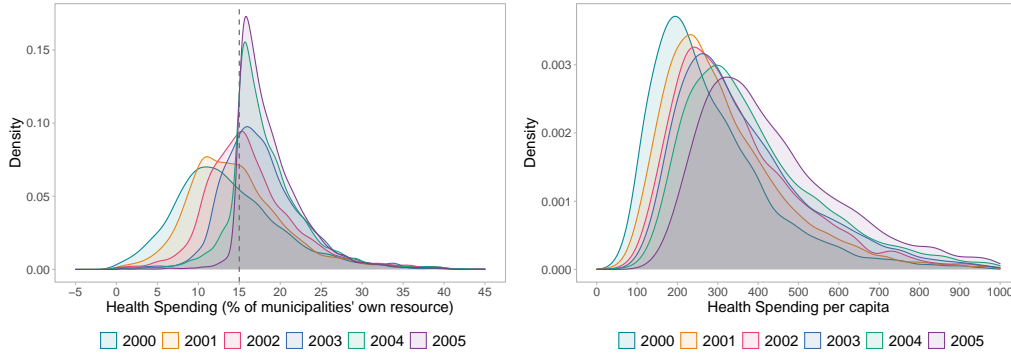 Density
0.15
0.10
0.05
0.00
−5 0 5 10 15 20 25 30 35 40 45
Health Spending (% of municipalities' own resource)
2000 2001 2002 2003 2004 2005
Density
0.003
0.002
0.001
0.000
0 100 200 300 400 500 600 700 800 900 1000
Health Spending per capita
2000 2001 2002 2003 2004 2005